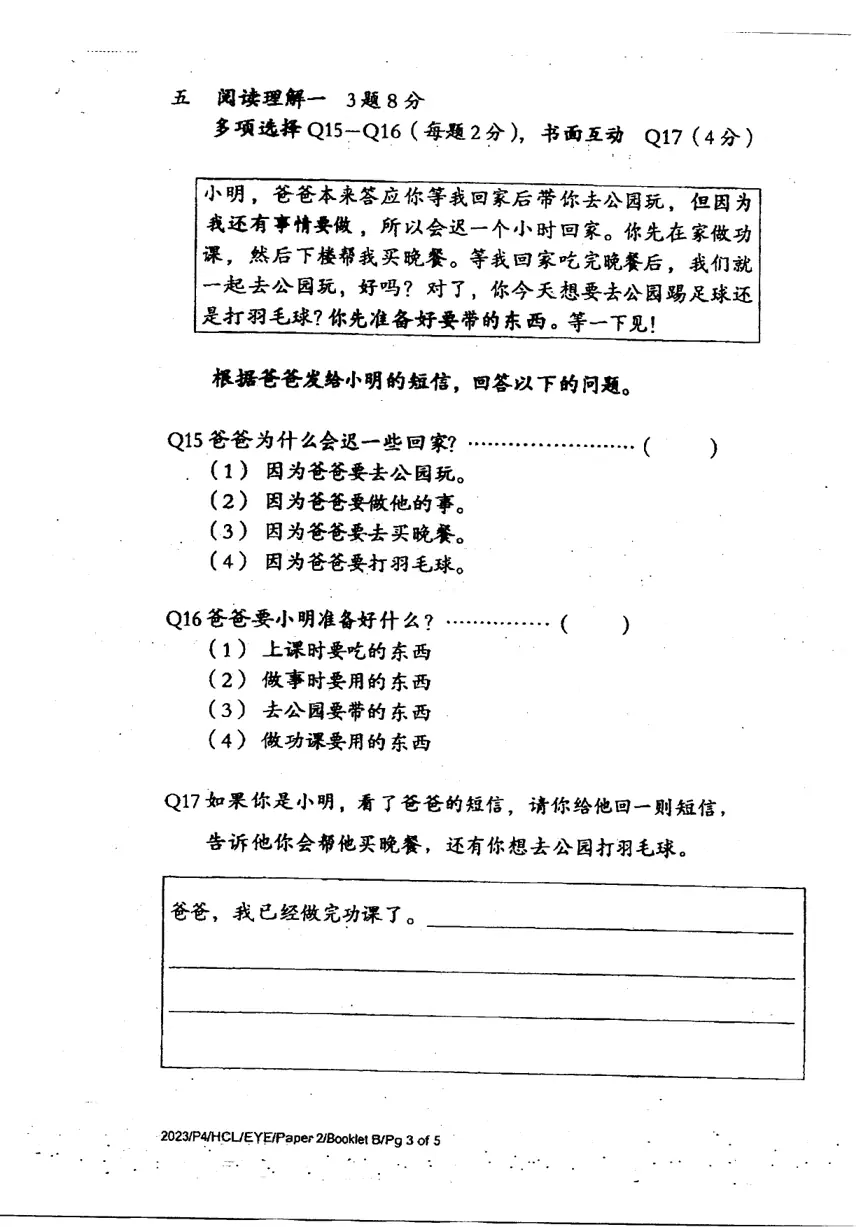 五 阅读理解一 3题8分
多项选择Q15-Q16（每题2分），书面互动 Q17（4分）
小明，爸爸本来答应你等我回家后带你去公园玩，但因为
我还有事情要做，所以会迟一个小时回家。你先在家做功
课，然后下楼帮我买晚餐。等我回家吃完晚餐后，我们就
一起去公园玩，好吗？对了，你今天想要去公园踢足球还
是打羽毛球？你先准备好要带的东西。等一下见！
根据爸爸发给小明的短信，回答以下的问题。
Q15 爸爸为什么会迟一些回家? ……………………（ ）
（1） 因为爸爸要去公园玩。
（2） 因为爸爸要做他的事。
（3） 因为爸爸要去买晚餐。
（4） 因为爸爸要打羽毛球。
Q16 爸爸要小明准备好什么？……………（ ）
（1） 上课时要吃的东西
（2） 做事时要用的东西
（3） 去公园要带的东西
（4） 做功课要用的东西
Q17 如果你是小明，看了爸爸的短信，请你给他回一则短信，
告诉他你会帮他买晚餐，还有你想去公园打羽毛球。
爸爸，我已经做完功课了。
2023/P4/HCL/EYE/Paper 2/Booklet B/Pg 3 of 5